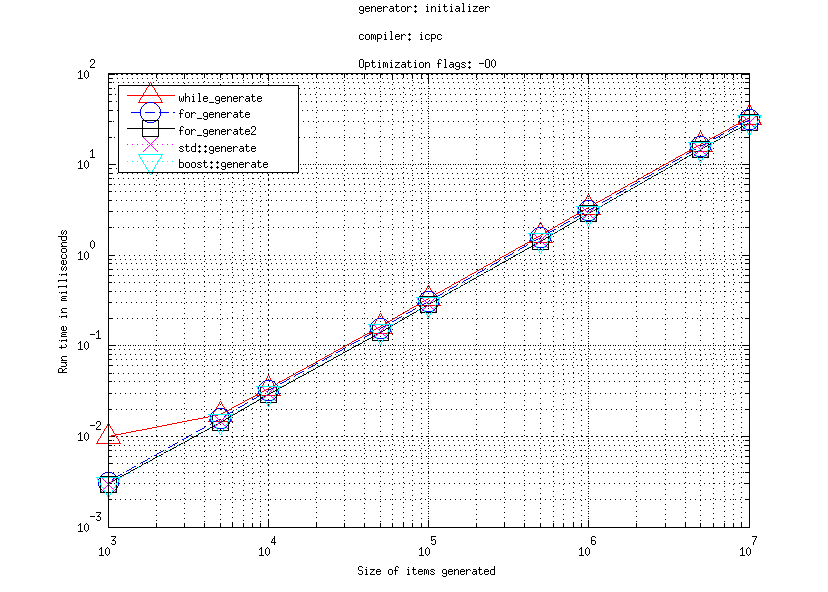 generator: initializer
compiler: icpc
Optimization flags: -O0
10^2
while_generate
for_generate
for_generate2
std::generate
boost::generate
10^1
10^0
Run time in milliseconds
10^-1
10^-2
10^-3
10^3 10^4 10^5 10^6 10^7
Size of items generated